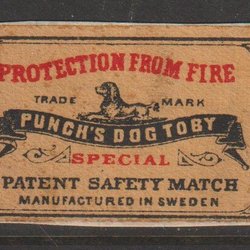 PROTECTION FROM FIRE
TRADE MARK
PUNCH'S DOG TOBY
SPECIAL
PATENT SAFETY MATCH
MANUFACTURED IN SWEDEN